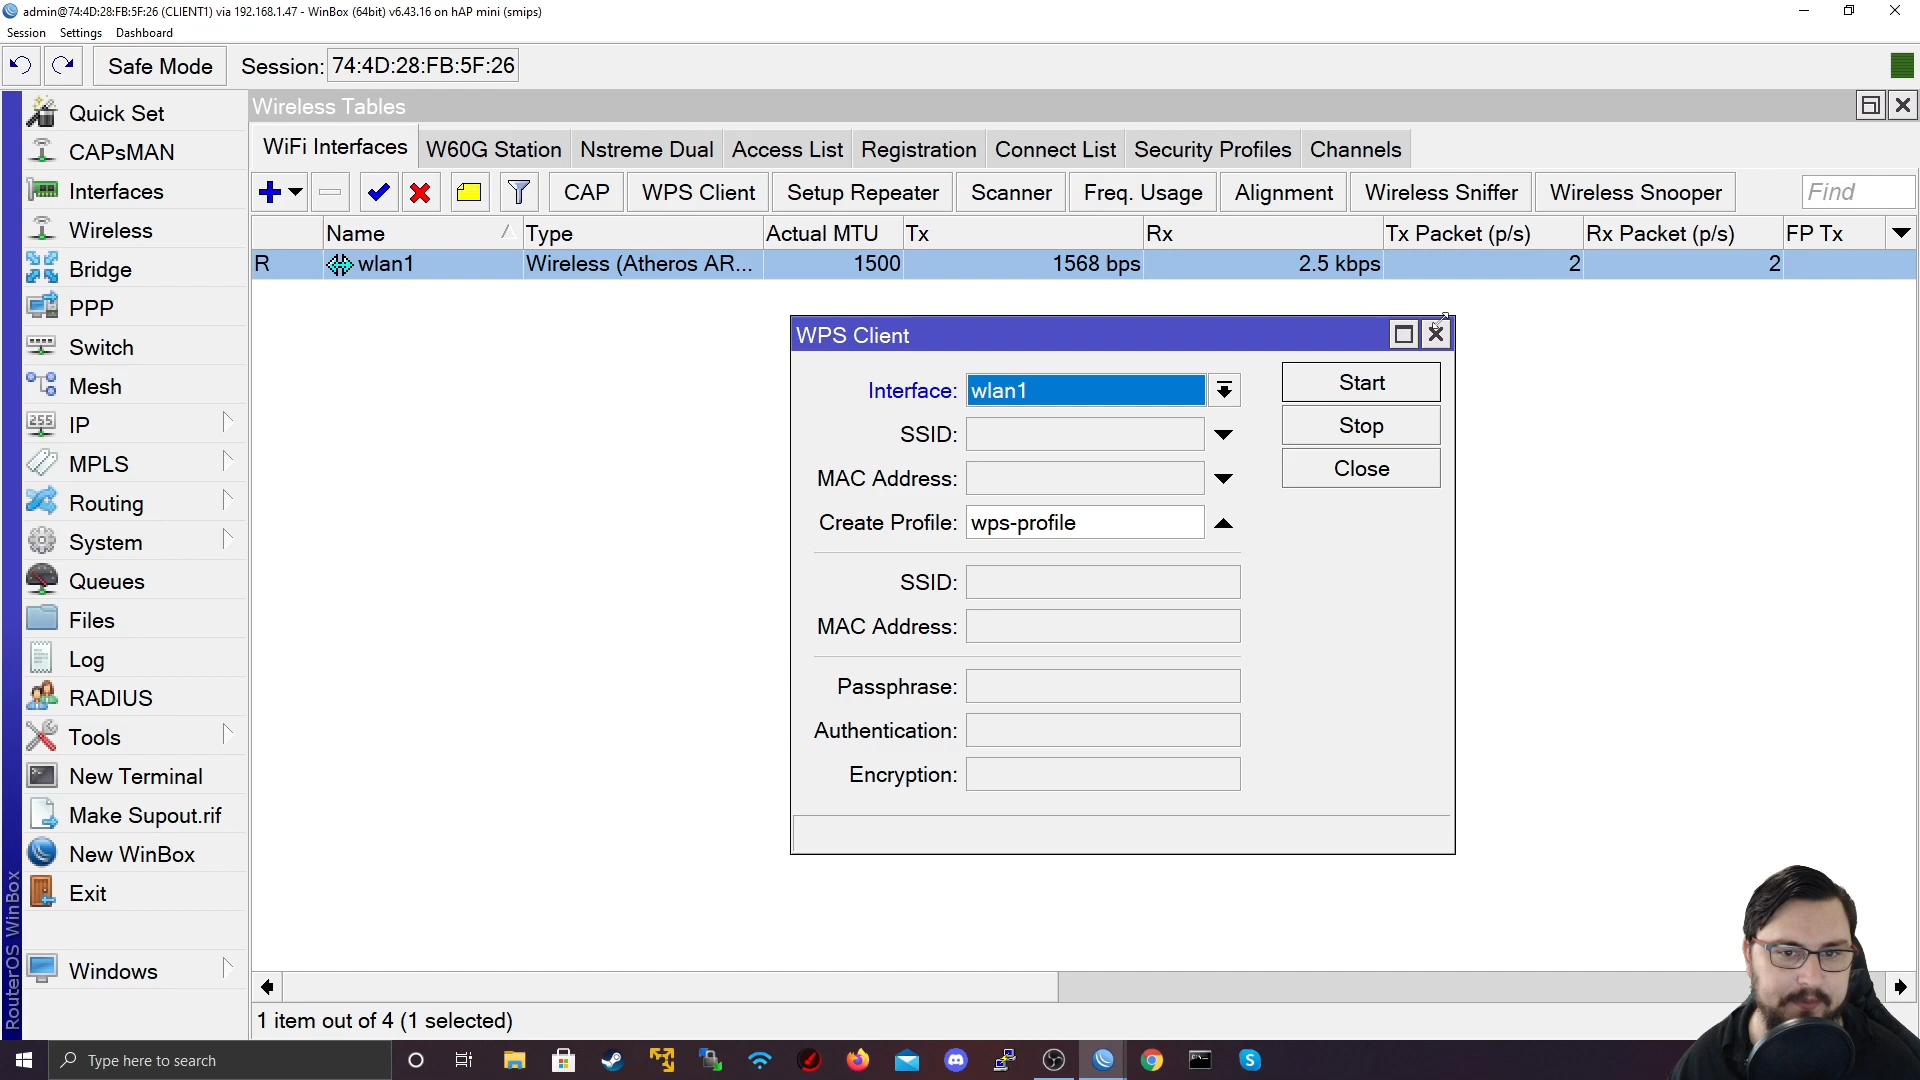 admin@74:4D:28:FB:5F:26 (CLIENT1) via 192.168.1.47 - WinBox (64bit) v6.43.16 on hAP mini (smips)
Session Settings Dashboard
Safe Mode Session: 74:4D:28:FB:5F:26
Quick Set
CAPsMAN
Interfaces
Wireless
Bridge
PPP
Switch
Mesh
255 IP
MPLS
Routing
System
Queues
Files
Log
RADIUS
Tools
New Terminal
Make Supout.rif
New WinBox
Exit
Windows
RouterOS WinBox
Wireless Tables
WiFi Interfaces W60G Station Nstreme Dual Access List Registration Connect List Security Profiles Channels
CAP WPS Client Setup Repeater Scanner Freq. Usage Alignment Wireless Sniffer Wireless Snooper Find
Name Type Actual MTU Tx Rx Tx Packet (p/s) Rx Packet (p/s) FP Tx
R wlan1 Wireless (Atheros AR... 1500 1568 bps 2.5 kbps 2 2
WPS Client
Interface: wlan1
SSID:
MAC Address:
Create Profile: wps-profile
SSID:
MAC Address:
Passphrase:
Authentication:
Encryption:
Start
Stop
Close
1 item out of 4 (1 selected)
Type here to search